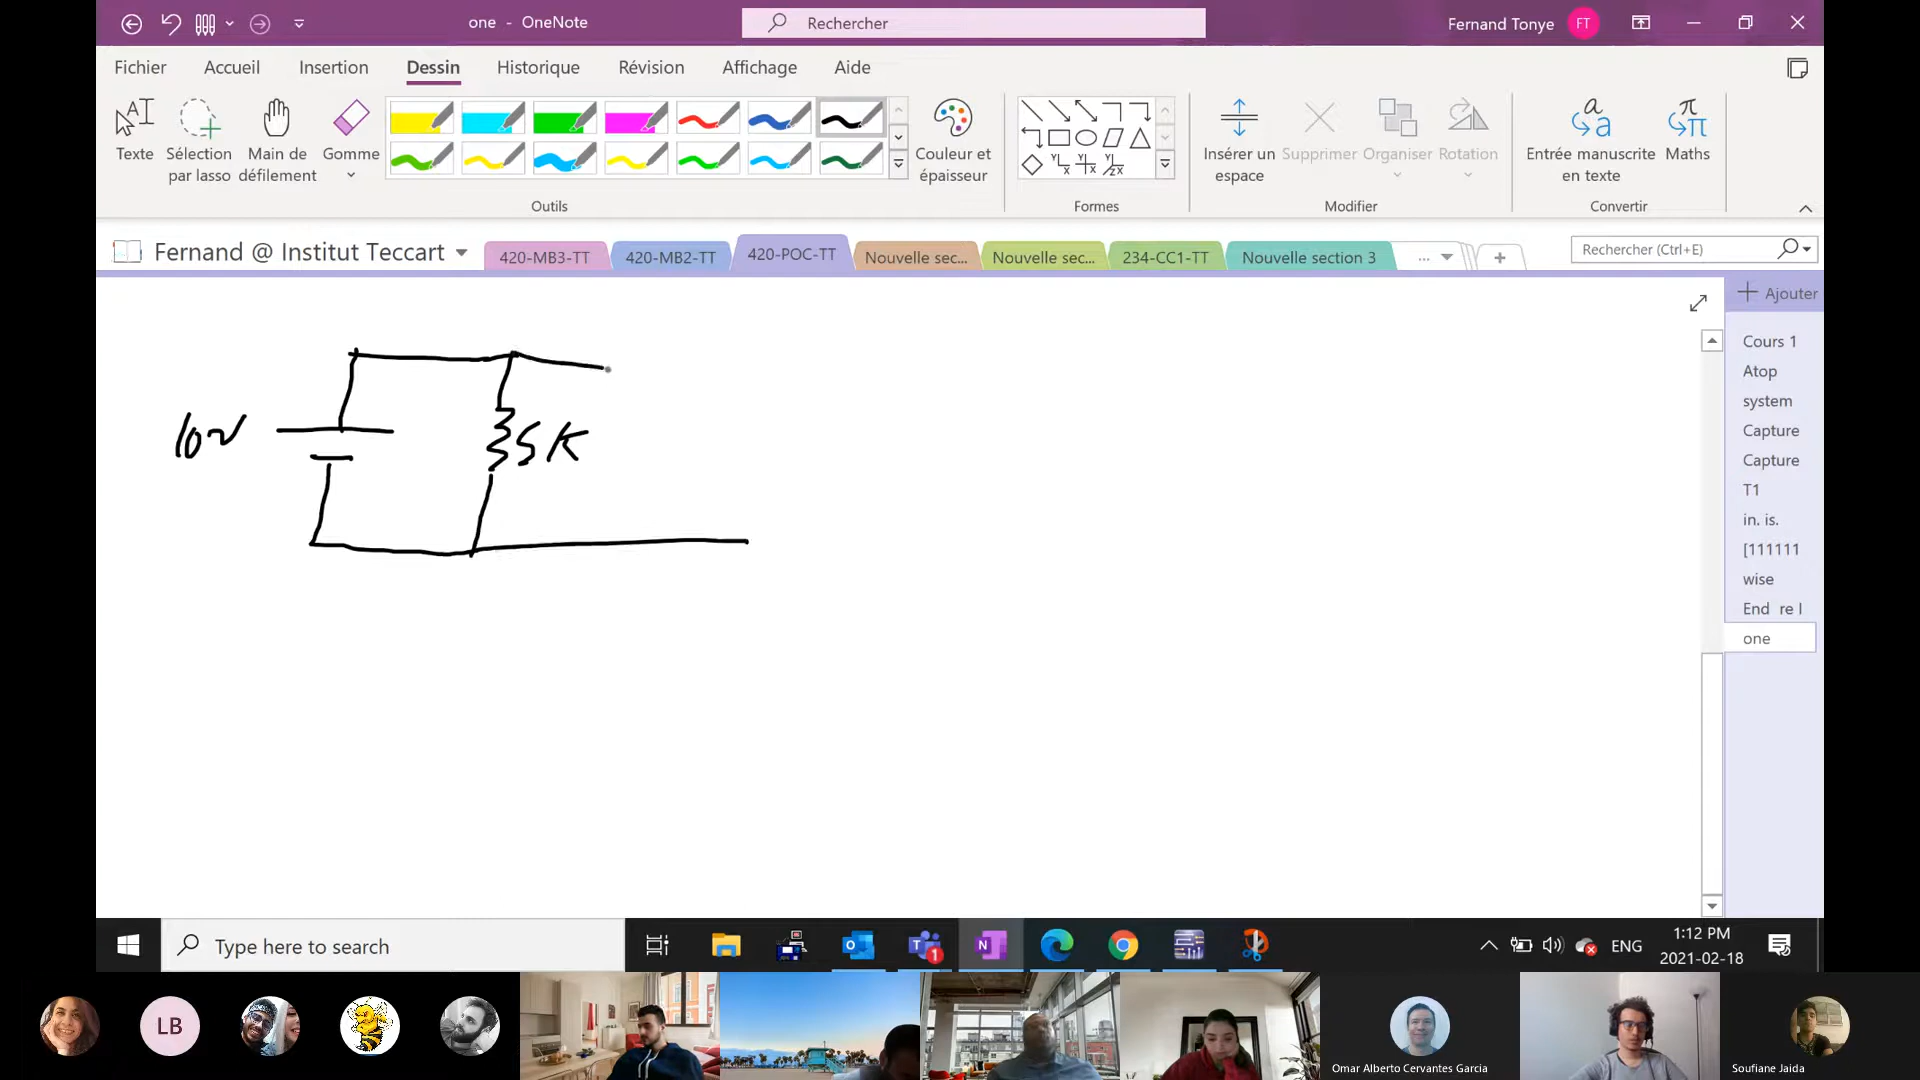 one - OneNote
Rechercher
Fernand Tonye
FT
Fichier
Accueil
Insertion
Dessin
Historique
Révision
Affichage
Aide
Texte
Sélection par lasso
Main de défilement
Gomme
Couleur et épaisseur
Insérer un espace
Supprimer
Organiser
Rotation
Entrée manuscrite en texte
Maths
Outils
Formes
Modifier
Convertir
Fernand @ Institut Teccart
420-MB3-TT
420-MB2-TT
420-POC-TT
Nouvelle sec...
Nouvelle sec...
234-CC1-TT
Nouvelle section 3
...
Rechercher (Ctrl+E)
Ajouter
Cours 1
Atop
system
Capture
Capture
T1
in. is.
[111111
wise
End re I
one
10V
5K
Type here to search
ENG
1:12 PM
2021-02-18
LB
Omar Alberto Cervantes Garcia
Soufiane Jaida